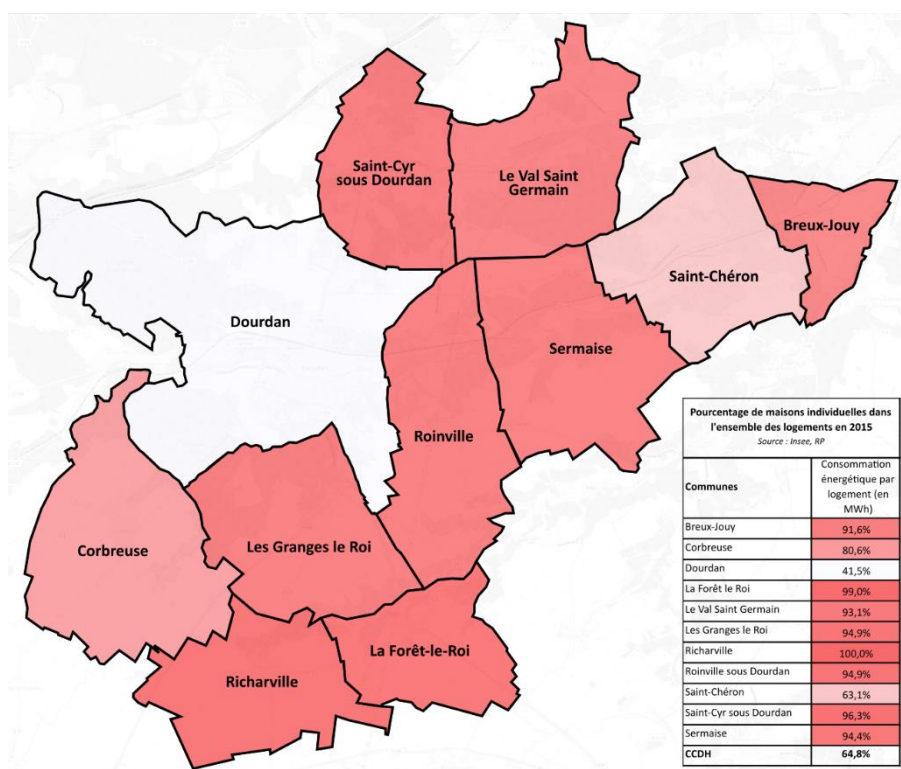 Saint-Cyr
sous Dourdan
Le Val Saint
Germain
Breux-Jouy
Saint-Chéron
Dourdan
Sermaise
Roinville
Corbreuse
Les Granges le Roi
La Forêt-le-Roi
Richarville
Pourcentage de maisons individuelles dans
l'ensemble des logements en 2015
Source : Insee, RP
Communes
Consommation
énergétique par
logement (en
MWh)
Breux-Jouy 91,6%
Corbreuse 80,6%
Dourdan 41,5%
La Forêt le Roi 99,0%
Le Val Saint Germain 93,1%
Les Granges le Roi 94,9%
Richarville 100,0%
Roinville sous Dourdan 94,9%
Saint-Chéron 63,1%
Saint-Cyr sous Dourdan 96,3%
Sermaise 94,4%
CCDH 64,8%